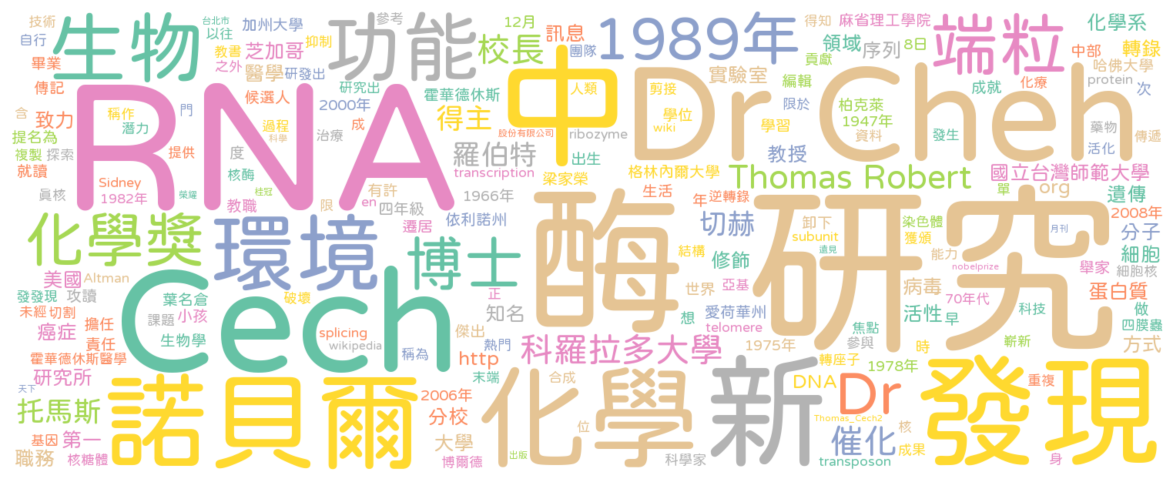 技術
台北市
參考
得知
12月
訊息
加州大學
麻省理工學院
化學系
生物
功能
1989年
端粒
自行
以往
校長
團隊
貢獻
8日
中部
教書
抑制
領域
序列
轉錄
畢業
之外
芝加哥
中
醫學
研發出
實驗室
編輯
哈佛大學
傳記
研究出
人類
剪接
成就
化療
protein
RNA
Dr Cheh
候選人
2000年
霍華德休斯
限於
柏克萊
次
含
致力
稱作
門
得主
ribozyme
wiki
學位
1947年
潛力
過程
成
股份有限公司
學習
資料
發生
藥物
傳遞
提名為
科學
治療
活化
複製
探索
提供
度
羅伯特
出生
教授
就讀
核酶
transcription
梁家榮
格林內爾大學
國立台灣師範大學
Thomas Robert
真核
Sidney
1982年
榮耀
桂冠
有許
en
1966年
生活
年
逆轉錄
單
org
遺傳
教職
限
四年級
化學獎
環境
遷居
依利諾州
博士
酶
切赫
卸下
研究
染色體
2008年
subunit
獲頒
月刊
分子
結構
遠見
能力
細胞
美國
Altman
Cech
正
修飾
nobelprize
舉家
細胞核
發發現
攻讀
葉名倉
破壞
世界
亞基
病毒
70年代
蛋白質
未經
切割
擔任
課題
小孩
知名
想
愛荷華州
活性
早
科技
做
癌症
責任
生物學
splicing
傑出
telomere
焦點
四膜蟲
霍華德休斯醫學
wikipedia
稱為
熱門
科羅拉多大學
1975年
參與
時
嶄新
方式
研究所
http
轉座子
1978年
天下
諾貝爾
末端
合成
化學
新
DNA
Dr
發現
重複
托馬斯
2006年
Thomas_Cech2
分校
基因
第一
大學
位
催化
核
職務
核糖體
博爾德
出版
科學家
transposon
成果
身